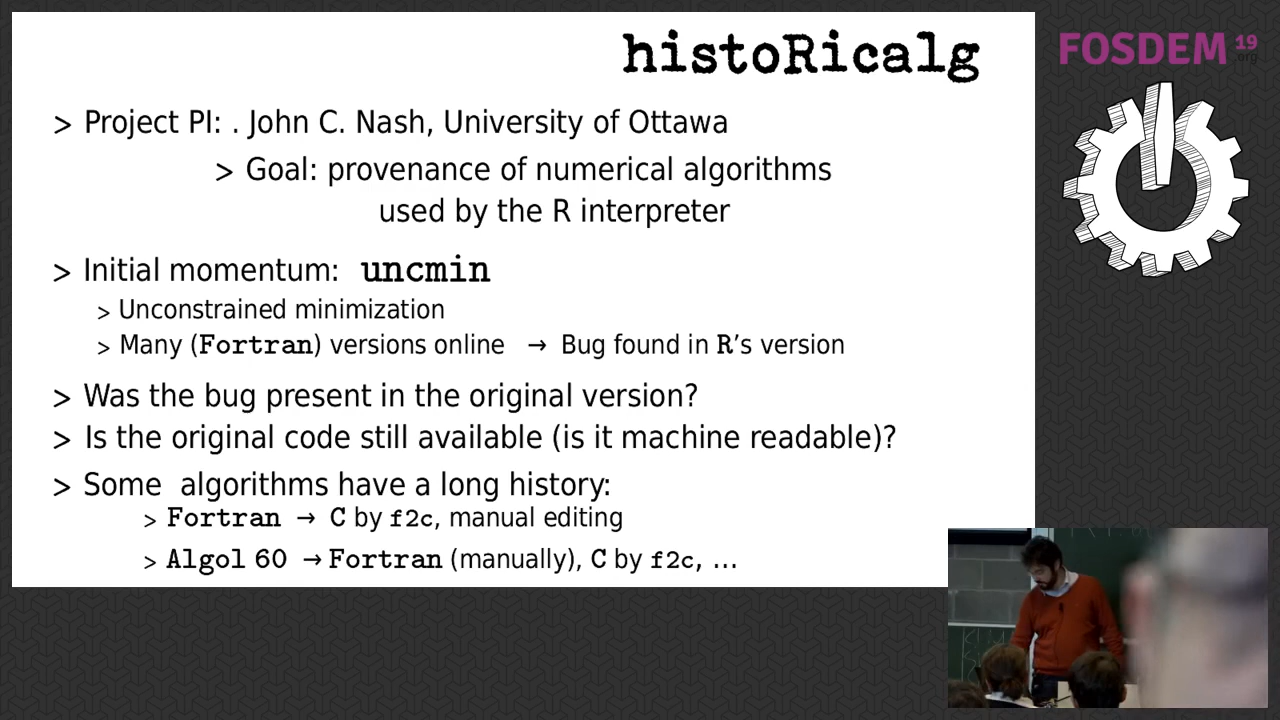 histoRicalg
> Project PI: . John C. Nash, University of Ottawa
> Goal: provenance of numerical algorithms
used by the R interpreter
> Initial momentum: uncmin
> Unconstrained minimization
> Many (Fortran) versions online → Bug found in R’s version
> Was the bug present in the original version?
> Is the original code still available (is it machine readable)?
> Some algorithms have a long history:
> Fortran → C by f2c, manual editing
> Algol 60 → Fortran (manually), C by f2c, …
FOSDEM 19
.org